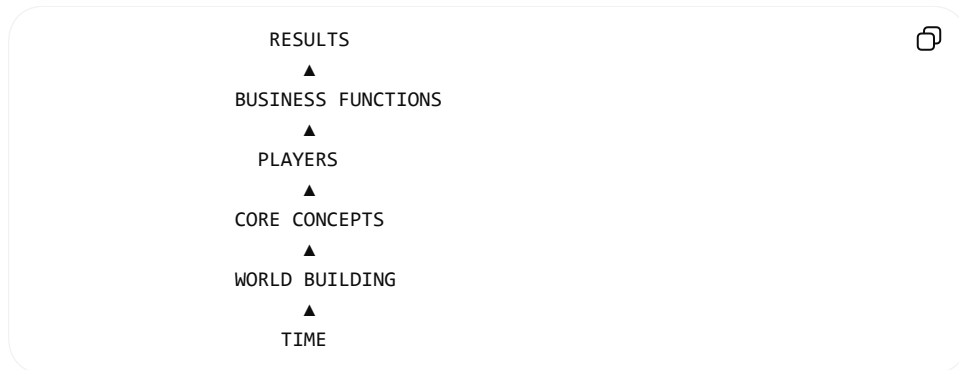 RESULTS
▲
BUSINESS FUNCTIONS
▲
PLAYERS
▲
CORE CONCEPTS
▲
WORLD BUILDING
▲
TIME